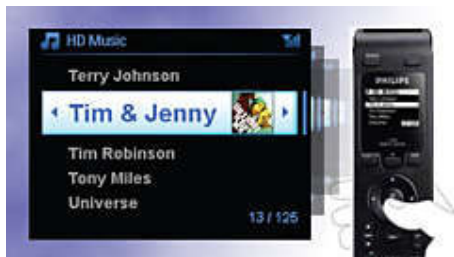 HD Music
Terry Johnson
Tim & Jenny
Tim Robinson
Tony Miles
Universe
13 / 125
PHILIPS